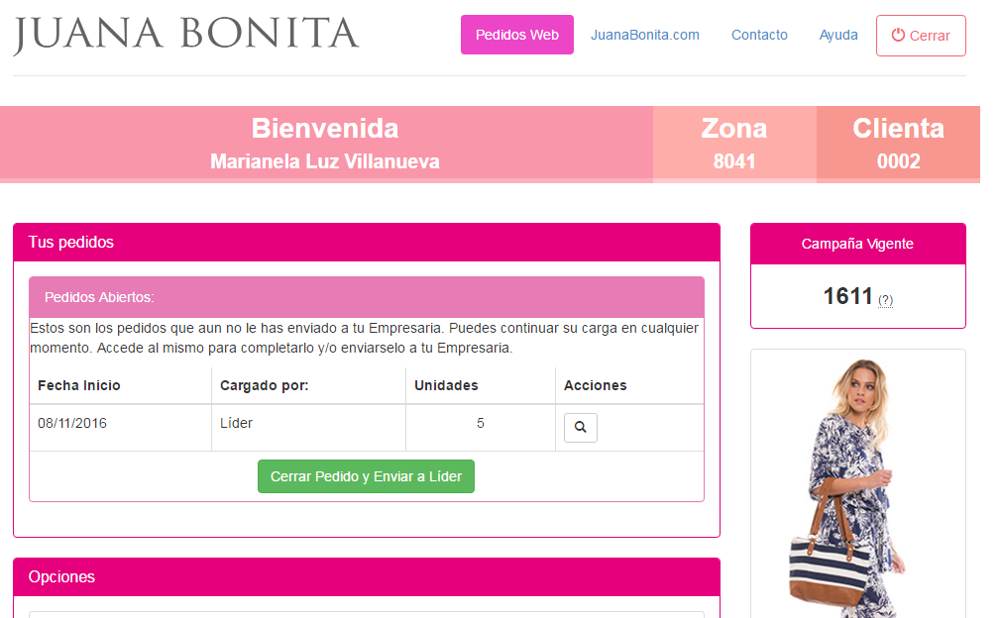 JUANA BONITA
Pedidos Web
JuanaBonita.com
Contacto
Ayuda
Cerrar
Bienvenida
Marianela Luz Villanueva
Zona
8041
Clienta
0002
Tus pedidos
Pedidos Abiertos:
Estos son los pedidos que aun no le has enviado a tu Empresaria. Puedes continuar su carga en cualquier
momento. Accede al mismo para completarlo y/o enviarselo a tu Empresaria.
Fecha Inicio Cargado por: Unidades Acciones
08/11/2016 Líder 5
Cerrar Pedido y Enviar a Líder
Opciones
Campaña Vigente
1611 (?)